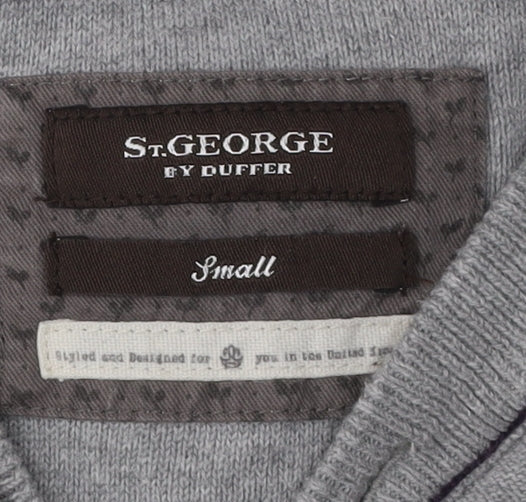 ST.GEORGE
BY DUFFER
Small
Styled and Designed for you in the United